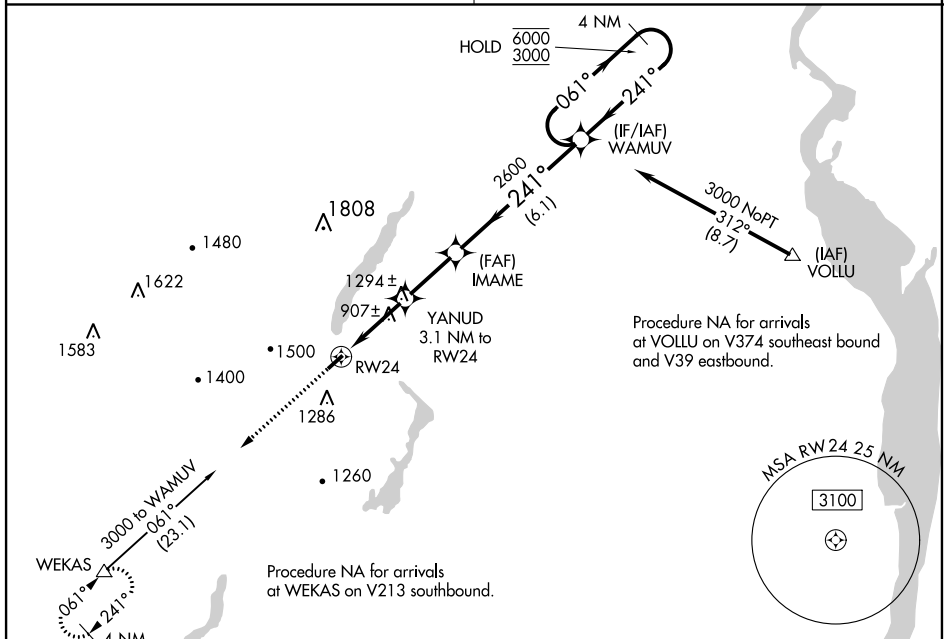 4 NM
HOLD
6000
3000
061°
241°
(IF/IAF)
WAMUV
2600
241°
(6.1)
3000 NoPT
312°
(8.7)
(IAF)
VOLLU
1808
1480
(FAF)
IMAME
1622
1294±
907±
YANUD
3.1 NM to
RW24
1583
1500
RW24
Procedure NA for arrivals
at VOLLU on V374 southeast bound
and V39 eastbound.
1400
1286
1260
MSA RW24 25 NM
3100
3000 to WAMUV
061°
(23.1)
WEKAS
061°
241°
4 NM
Procedure NA for arrivals
at WEKAS on V213 southbound.